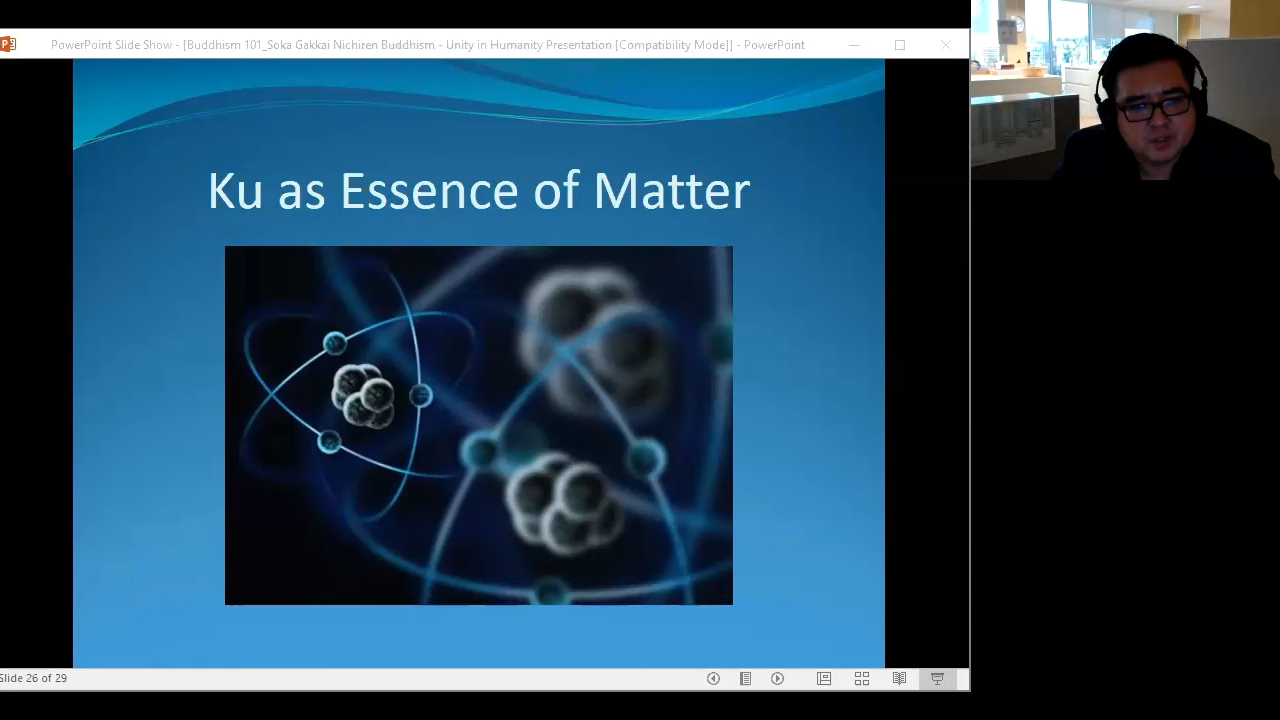 PowerPoint Slide Show - [Buddhism 101_Soka Gakkai Nichiren Buddhism - Unity in Humanity Presentation [Compatibility Mode]] - PowerPoint
Ku as Essence of Matter
Slide 26 of 29